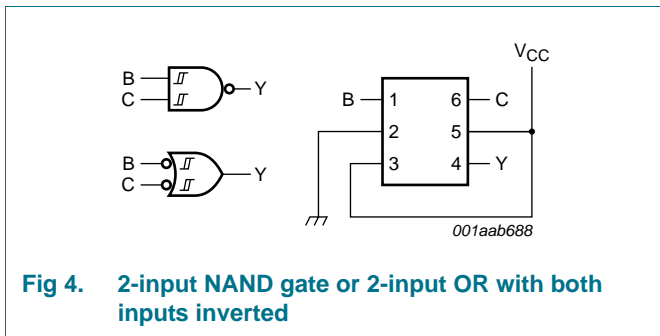 B
C
Y
B
C
Y
VCC
B 1 6 C
2 5
3 4 Y
001aab688
Fig 4. 2-input NAND gate or 2-input OR with both
inputs inverted